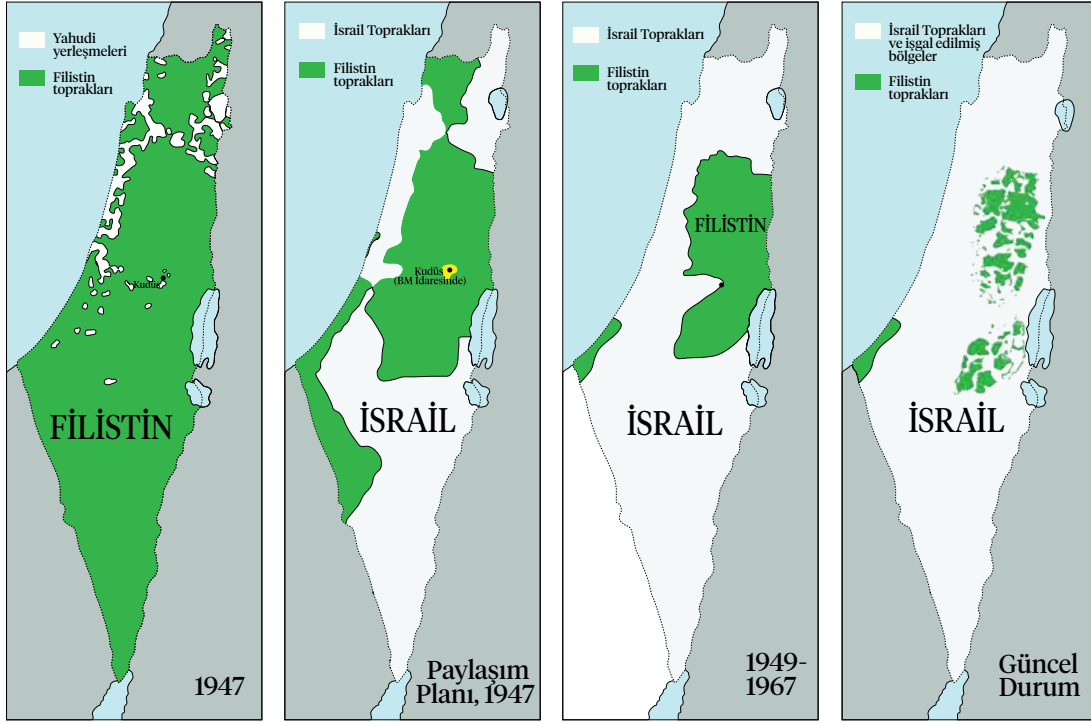 Yahudi
yerleşmeleri
Filistin
toprakları
Kudüs
FİLİSTİN
1947
İsrail Toprakları
Filistin
toprakları
Kudüs
(BM İdaresinde)
İSRAİL
Paylaşım
Planı, 1947
İsrail Toprakları
Filistin
toprakları
FİLİSTİN
İSRAİL
1949-
1967
İsrail Toprakları
ve işgal edilmiş
bölgeler
Filistin
toprakları
İSRAİL
Güncel
Durum